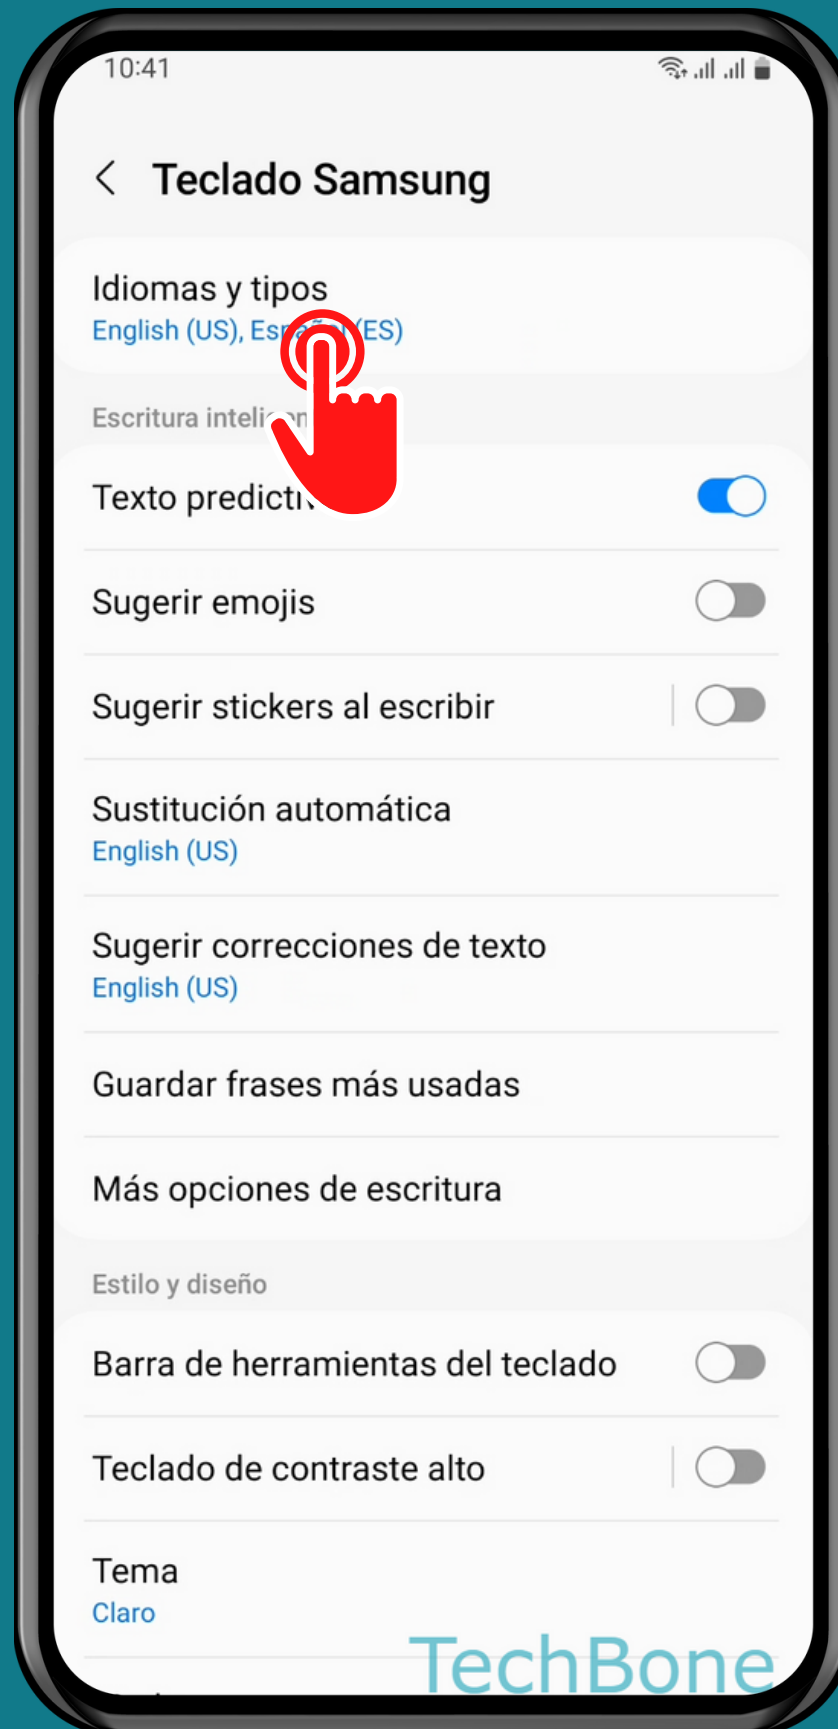 10:41
Teclado Samsung
Idiomas y tipos
English (US), Español (ES)
Escritura
Texto
Sugerir emojis
Sugerir stickers al escribir
Sustitución automática
English (US)
Sugerir correcciones de texto
English (US)
Guardar frases más usadas
Más opciones de escritura
Estilo y diseño
Barra de herramientas del teclado
Teclado de contraste alto
Tema
Claro
TechBone